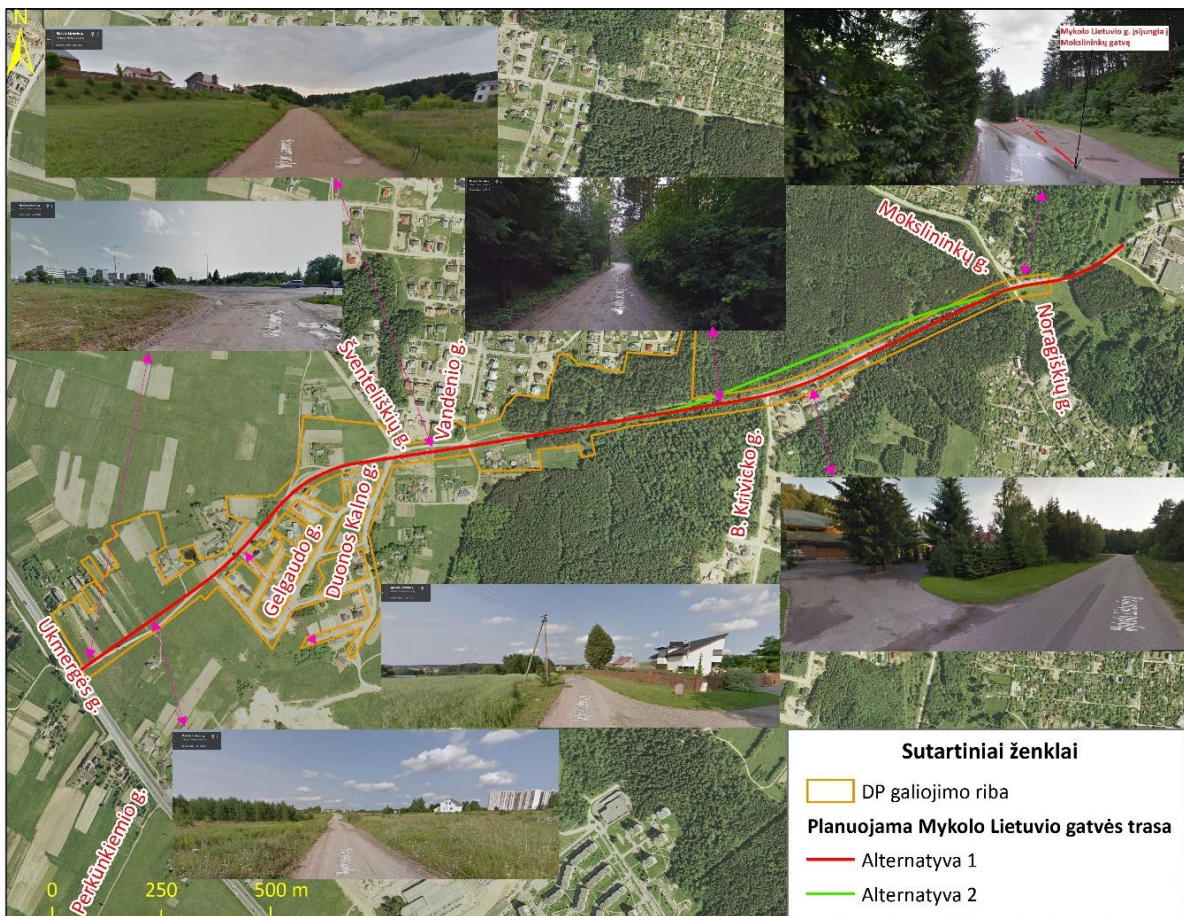 N
Mykolo Lietuvio g. įsijungia į
Mokslininkų gatvę
Mokslininkų g.
Noragiškių g.
Šventeliškių g.
Vandenio g.
B. Krivicko g.
Duonos Kalno g.
Gelgaudo g.
Ukmergės g.
Perkūnkiemio g.
0 250 500 m
Sutartiniai ženklai
DP galiojimo riba
Planuojama Mykolo Lietuvio gatvės trasa
Alternatyva 1
Alternatyva 2